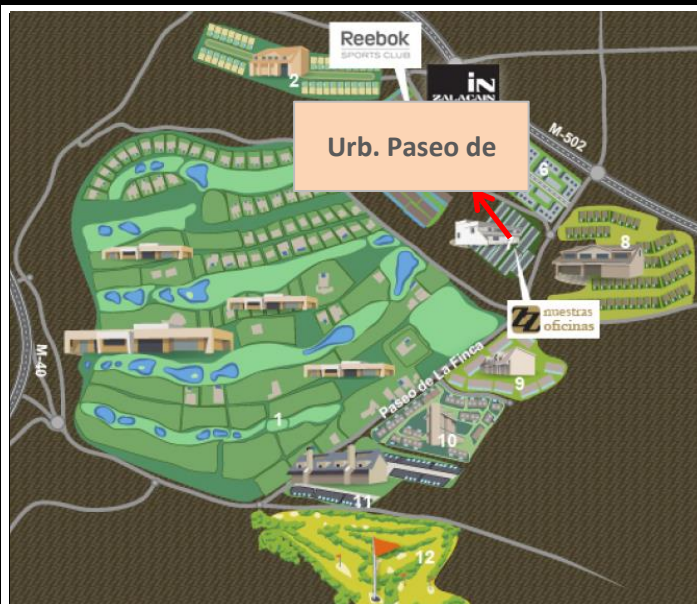 Reebok
SPORTS CLUB
2
iN
ZALACAIN
Urb. Paseo de
M-502
6
8
nuestras
oficinas
M-40
Paseo de La Finca
9
1
10
11
12